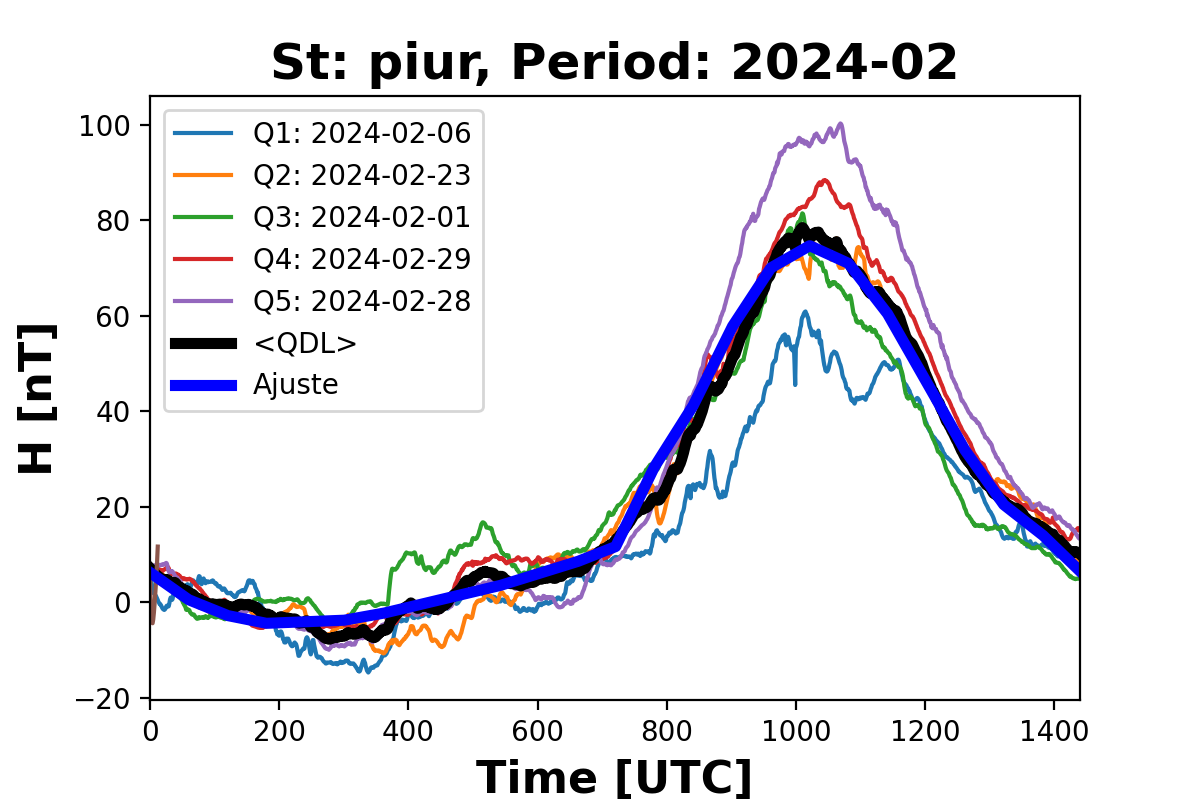 St: piur, Period: 2024-02
Q1: 2024-02-06
Q2: 2024-02-23
Q3: 2024-02-01
Q4: 2024-02-29
Q5: 2024-02-28
<QDL>
Ajuste
H [nT]
100
80
60
40
20
0
−20
0 200 400 600 800 1000 1200 1400
Time [UTC]